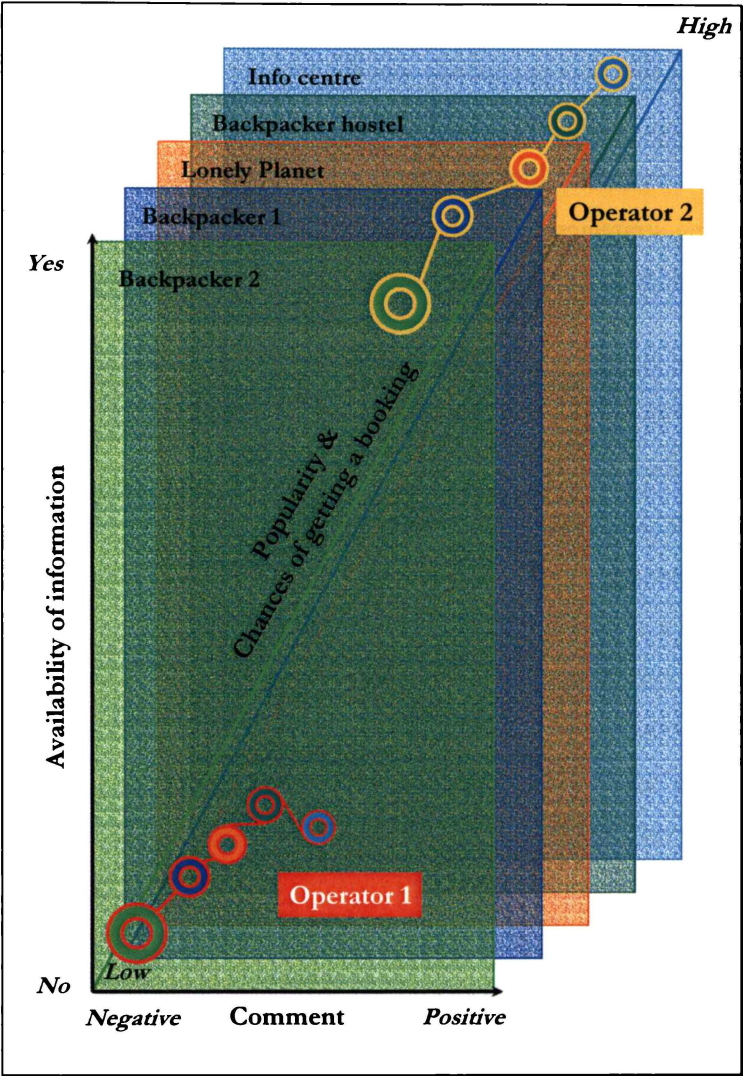 High
Info centre
Backpacker hostel
Lonely Planet
Backpacker 1
Operator 2
Yes
Backpacker 2
Popularity &
Chances of getting a booking
Availability of information
Operator 1
Low
No
Negative
Comment
Positive